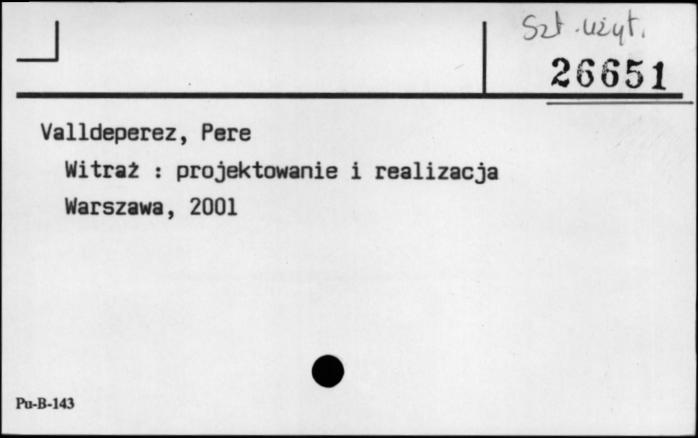 Szt. użyt.
26651
Valldeperez, Pere
Witraż : projektowanie i realizacja
Warszawa, 2001
Pu-B-143